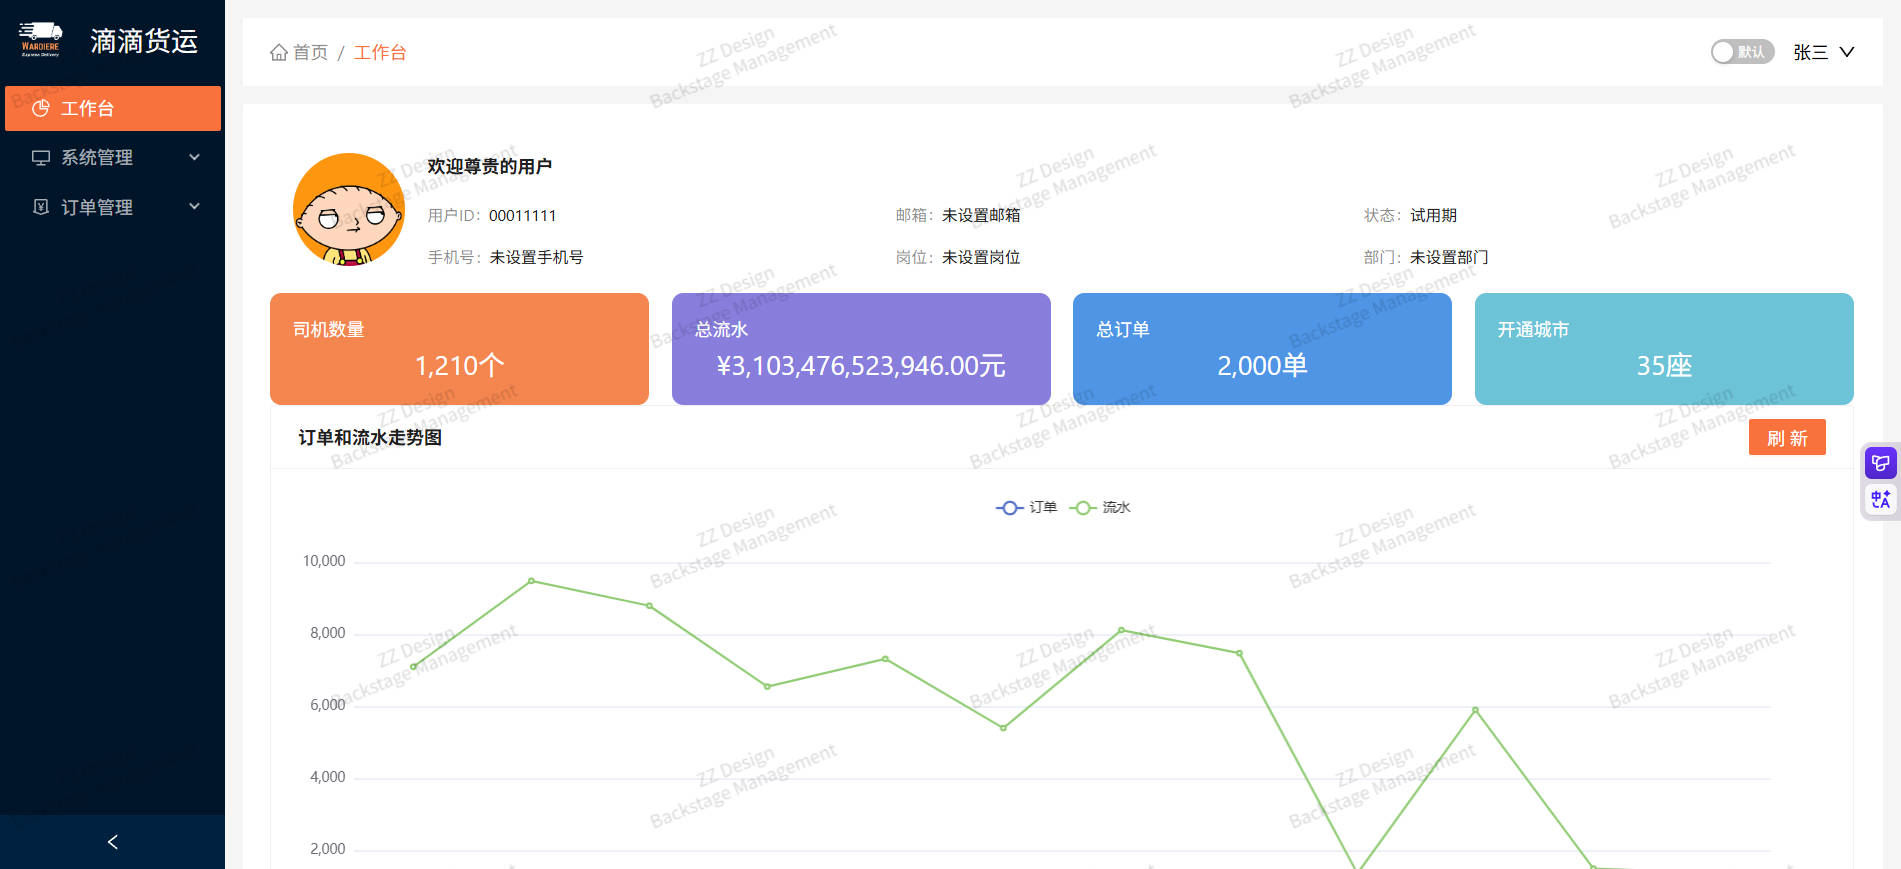 WARDIERE
Express Delivery
滴滴货运
工作台
系统管理
订单管理
首页 / 工作台
默认
张三
欢迎尊贵的用户
用户ID: 00011111
邮箱: 未设置邮箱
状态: 试用期
手机号: 未设置手机号
岗位: 未设置岗位
部门: 未设置部门
司机数量
1,210个
总流水
¥3,103,476,523,946.00元
总订单
2,000单
开通城市
35座
订单和流水走势图
刷 新
订单
流水
10,000
8,000
6,000
4,000
2,000
ZZ Design
Backstage Management